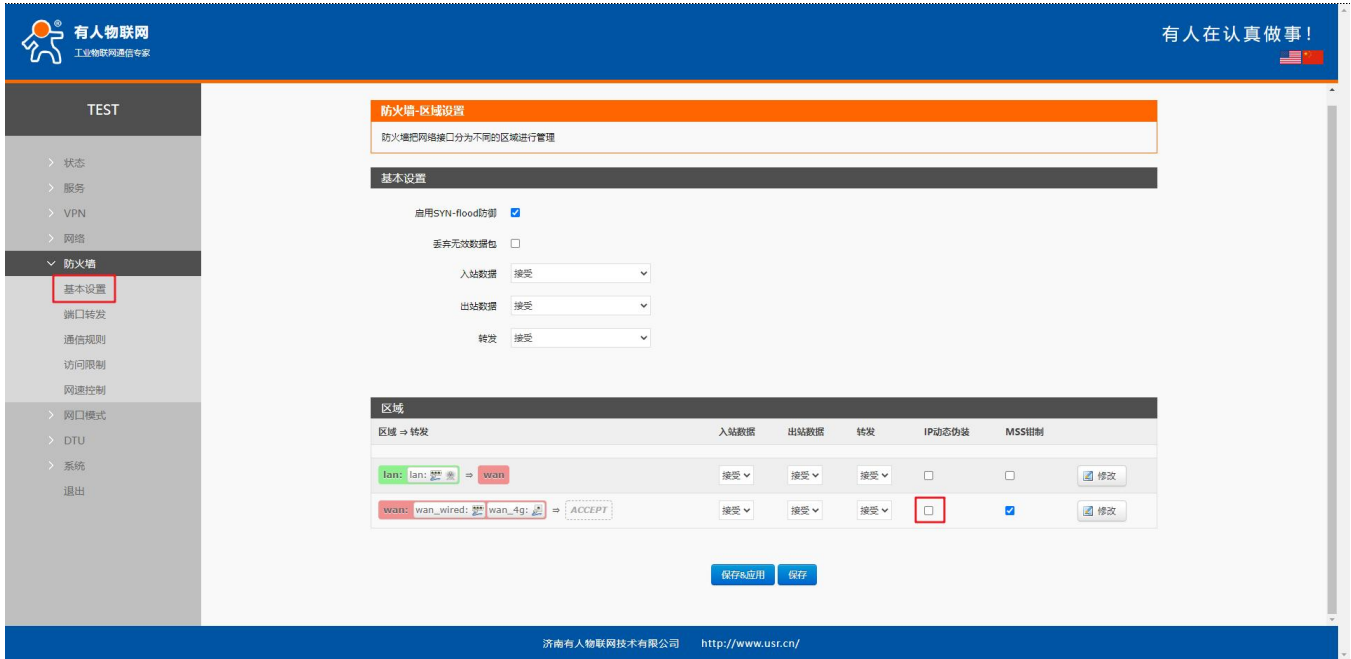 有人物联网
工业物联网通信专家
有人在认真做事！
TEST
状态
服务
VPN
网络
防火墙
基本设置
端口转发
通信规则
访问限制
网速控制
网口模式
DTU
系统
退出
防火墙-区域设置
防火墙把网络接口分为不同的区域进行管理
基本设置
启用SYN-flood防御
丢弃无效数据包
入站数据 接受
出站数据 接受
转发 接受
区域
区域 ⇒ 转发 入站数据 出站数据 转发 IP动态伪装 MSS钳制
lan: lan: ⇒ wan 接受 接受 接受 修改
wan: wan_wired: wan_4g: ⇒ ACCEPT 接受 接受 接受 修改
保存&应用 保存
济南有人物联网技术有限公司 http://www.usr.cn/